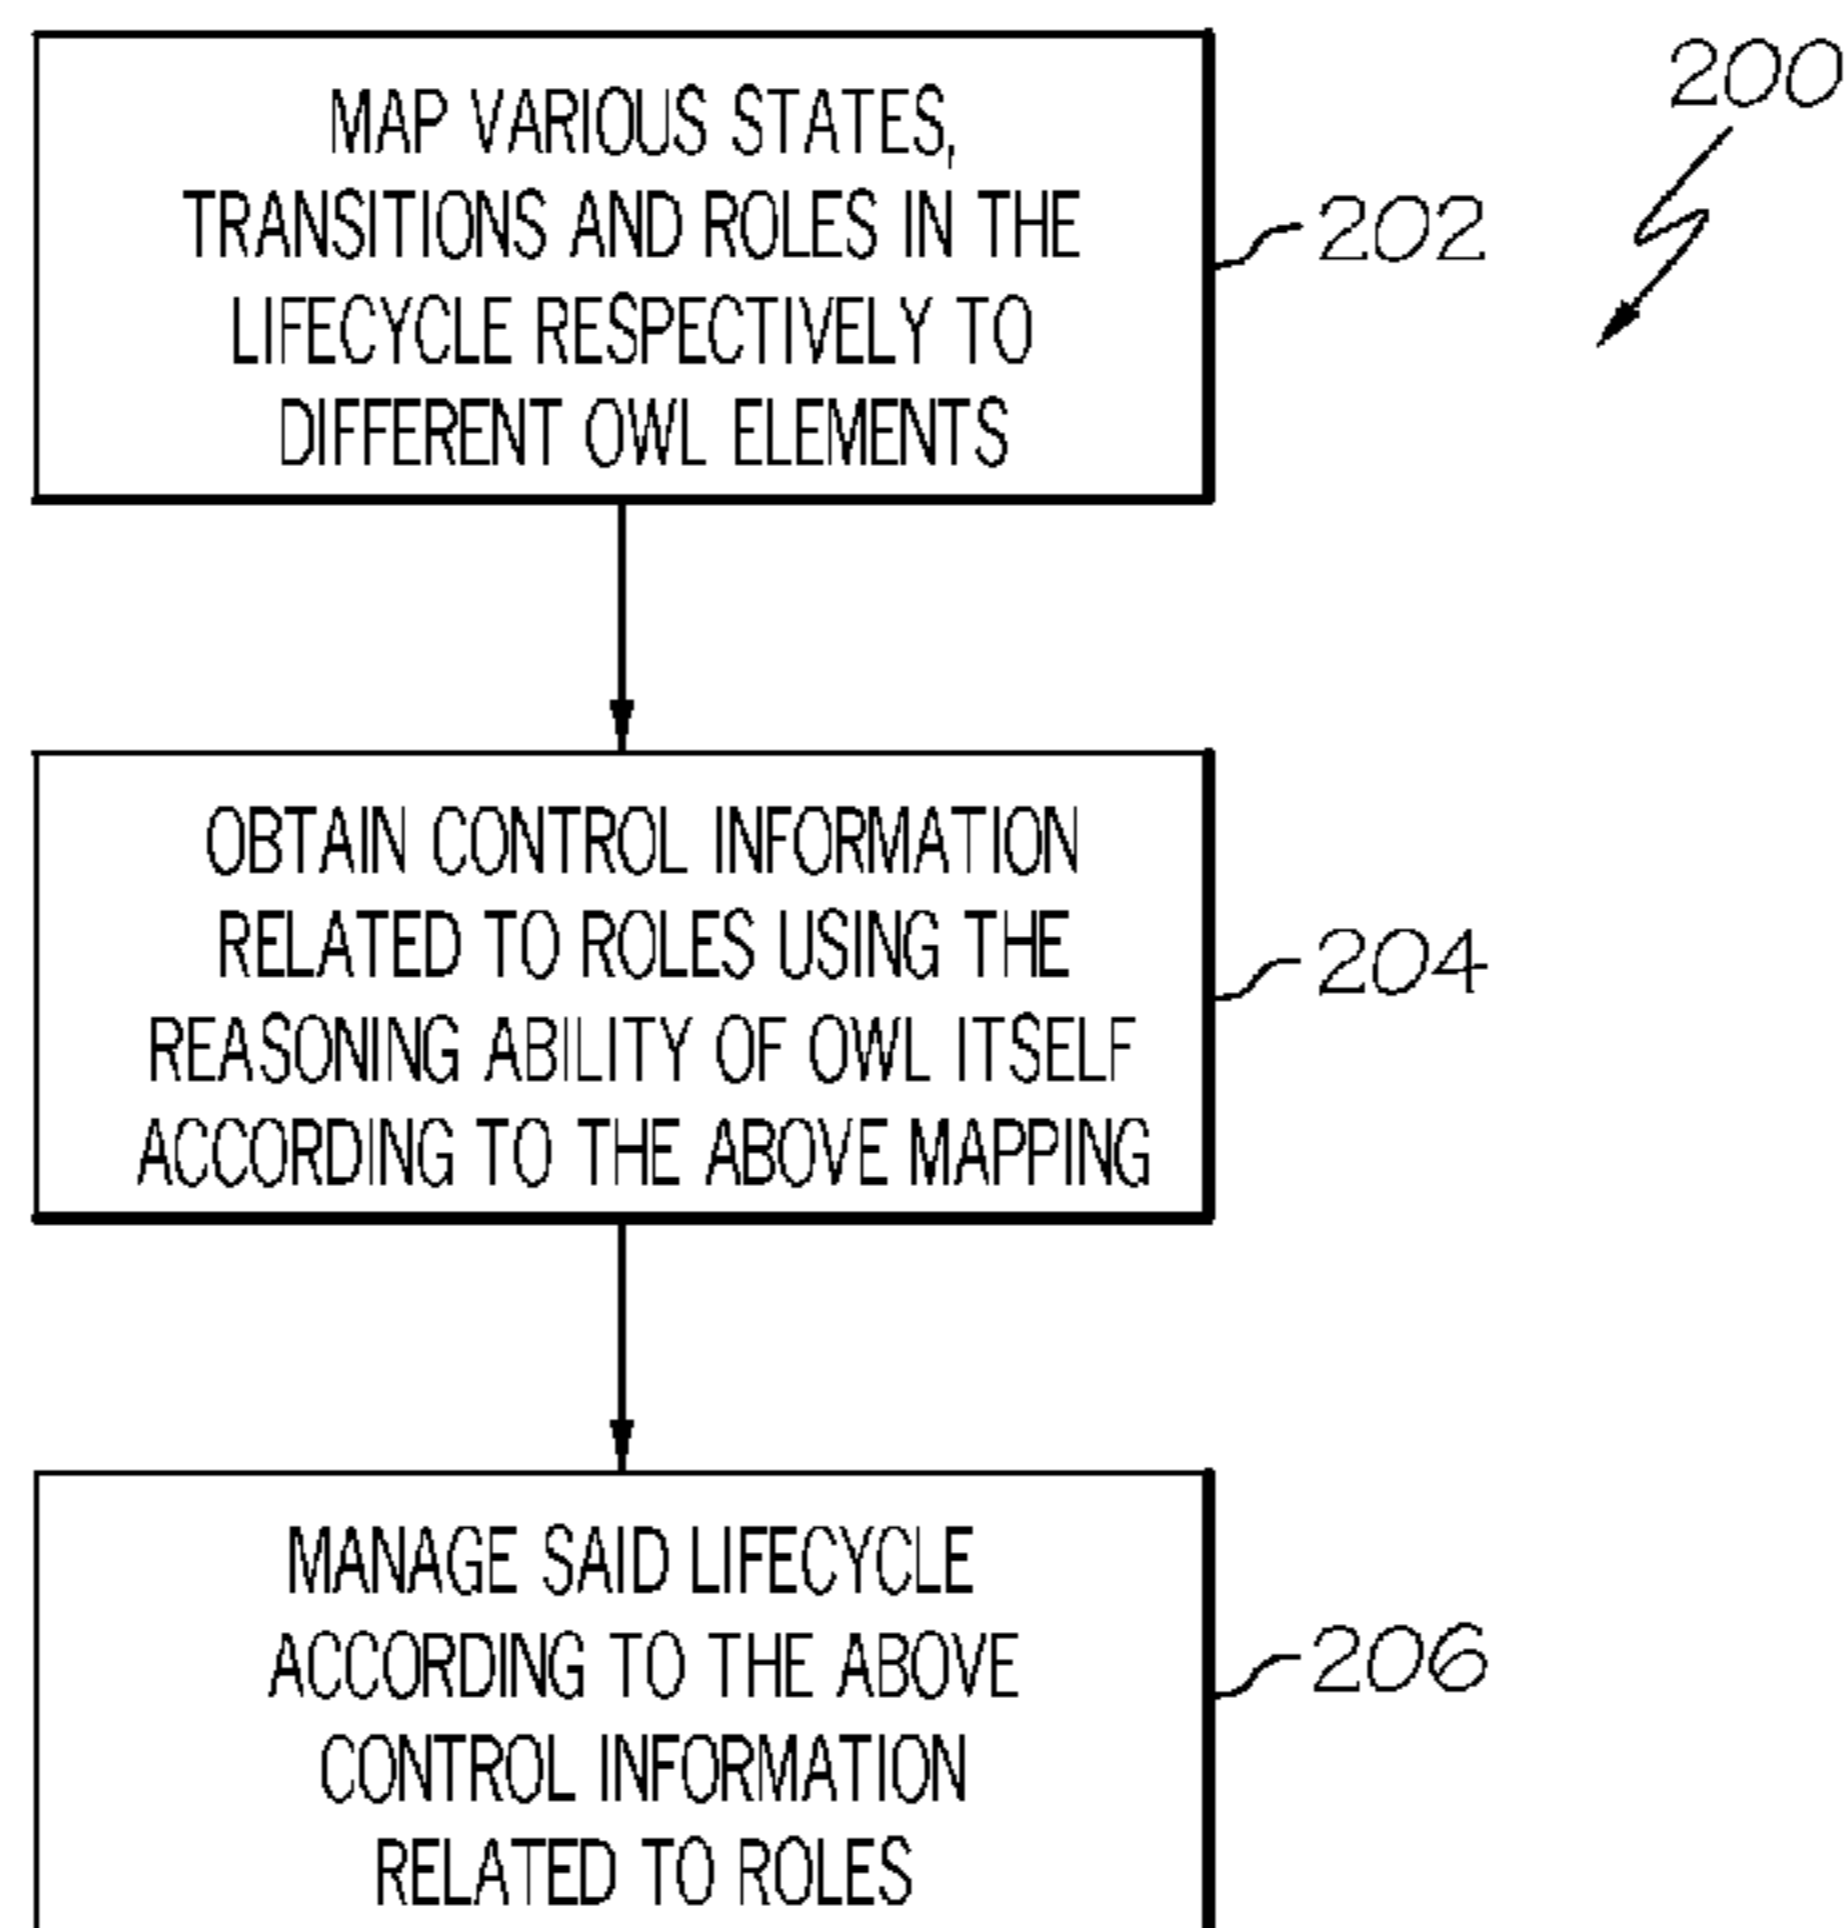 200
MAP VARIOUS STATES,
TRANSITIONS AND ROLES IN THE
LIFECYCLE RESPECTIVELY TO
DIFFERENT OWL ELEMENTS
202
OBTAIN CONTROL INFORMATION
RELATED TO ROLES USING THE
REASONING ABILITY OF OWL ITSELF
ACCORDING TO THE ABOVE MAPPING
204
MANAGE SAID LIFECYCLE
ACCORDING TO THE ABOVE
CONTROL INFORMATION
RELATED TO ROLES
206